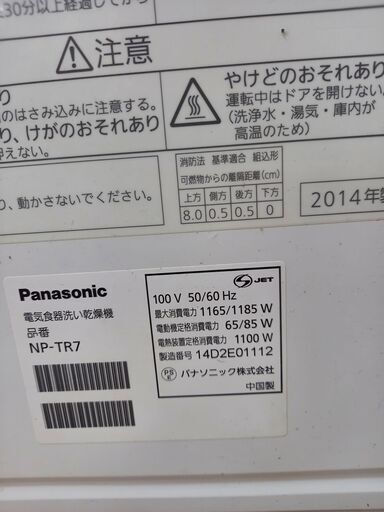 30分以上経過してから
⚠注意
り
のはさみ込みに注意する。
り、けがのおそれあり
えない。
やけどのおそれあり
運転中はドアを開けない
(洗浄水・湯気・庫内が
高温のため)
り、動かさないでください。
消防法 基準適合 組込形
可燃物からの離隔距離(cm)
上方 側方 後方 下方
8.0 0.5 0.5 0
2014年製
Panasonic
電気食器洗い乾燥機
品番
NP-TR7
S JET
100 V 50/60 Hz
最大消費電力 1165/1185 W
電動機定格消費電力 65/85 W
電熱装置定格消費電力 1100 W
製造番号 14D2E01112
PS E パナソニック株式会社
中国製